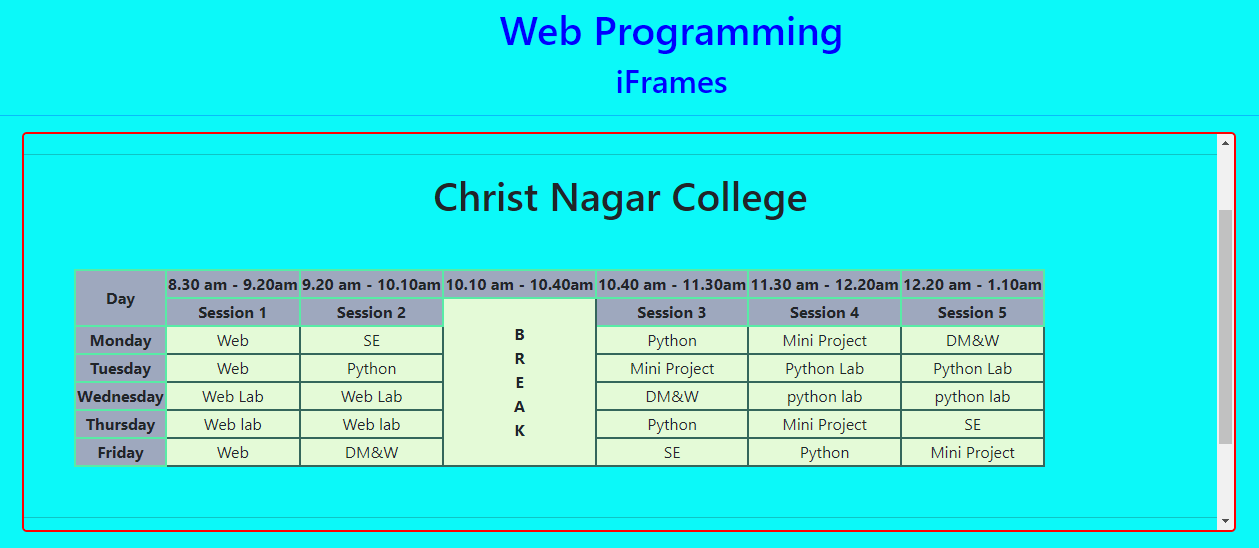 Web Programming
iFrames
Christ Nagar College
Day 8.30 am - 9.20am 9.20 am - 10.10am 10.10 am - 10.40am 10.40 am - 11.30am 11.30 am - 12.20am 12.20 am - 1.10am
Session 1 Session 2 BREAK Session 3 Session 4 Session 5
Monday Web SE Python Mini Project DM&W
Tuesday Web Python Mini Project Python Lab Python Lab
Wednesday Web Lab Web Lab DM&W python lab python lab
Thursday Web lab Web lab Python Mini Project SE
Friday Web DM&W SE Python Mini Project